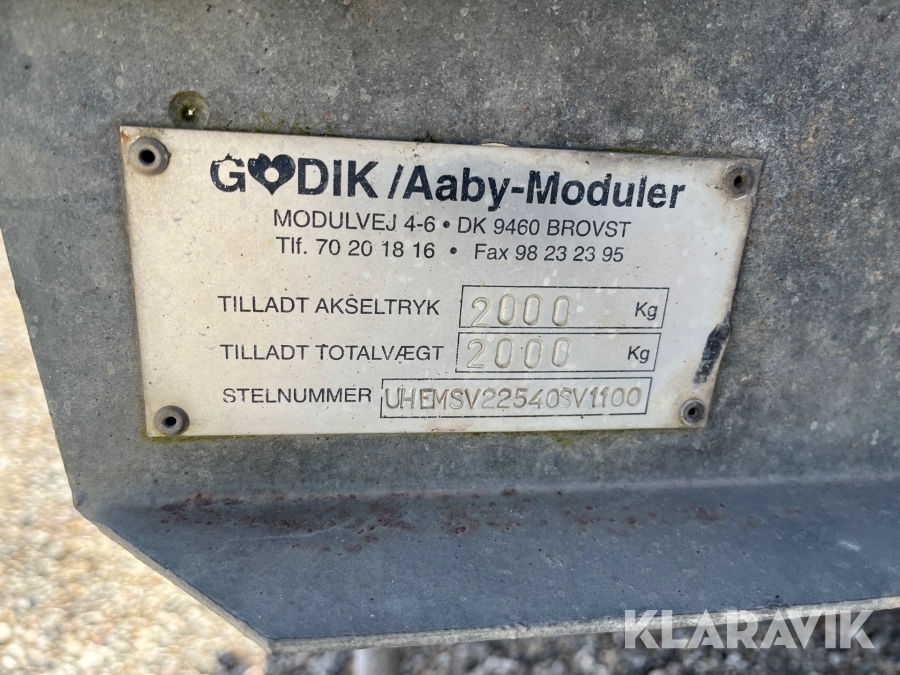 GODIK/Aaby-Moduler
MODULVEJ 4-6 • DK 9460 BROVST
Tlf. 70 20 18 16 • Fax 98 23 23 95
TILLADT AKSELTRYK 2000 Kg
TILLADT TOTALVÆGT 2000 Kg
STELNUMMER UHEMSV22540SV1100
KLARAVIK